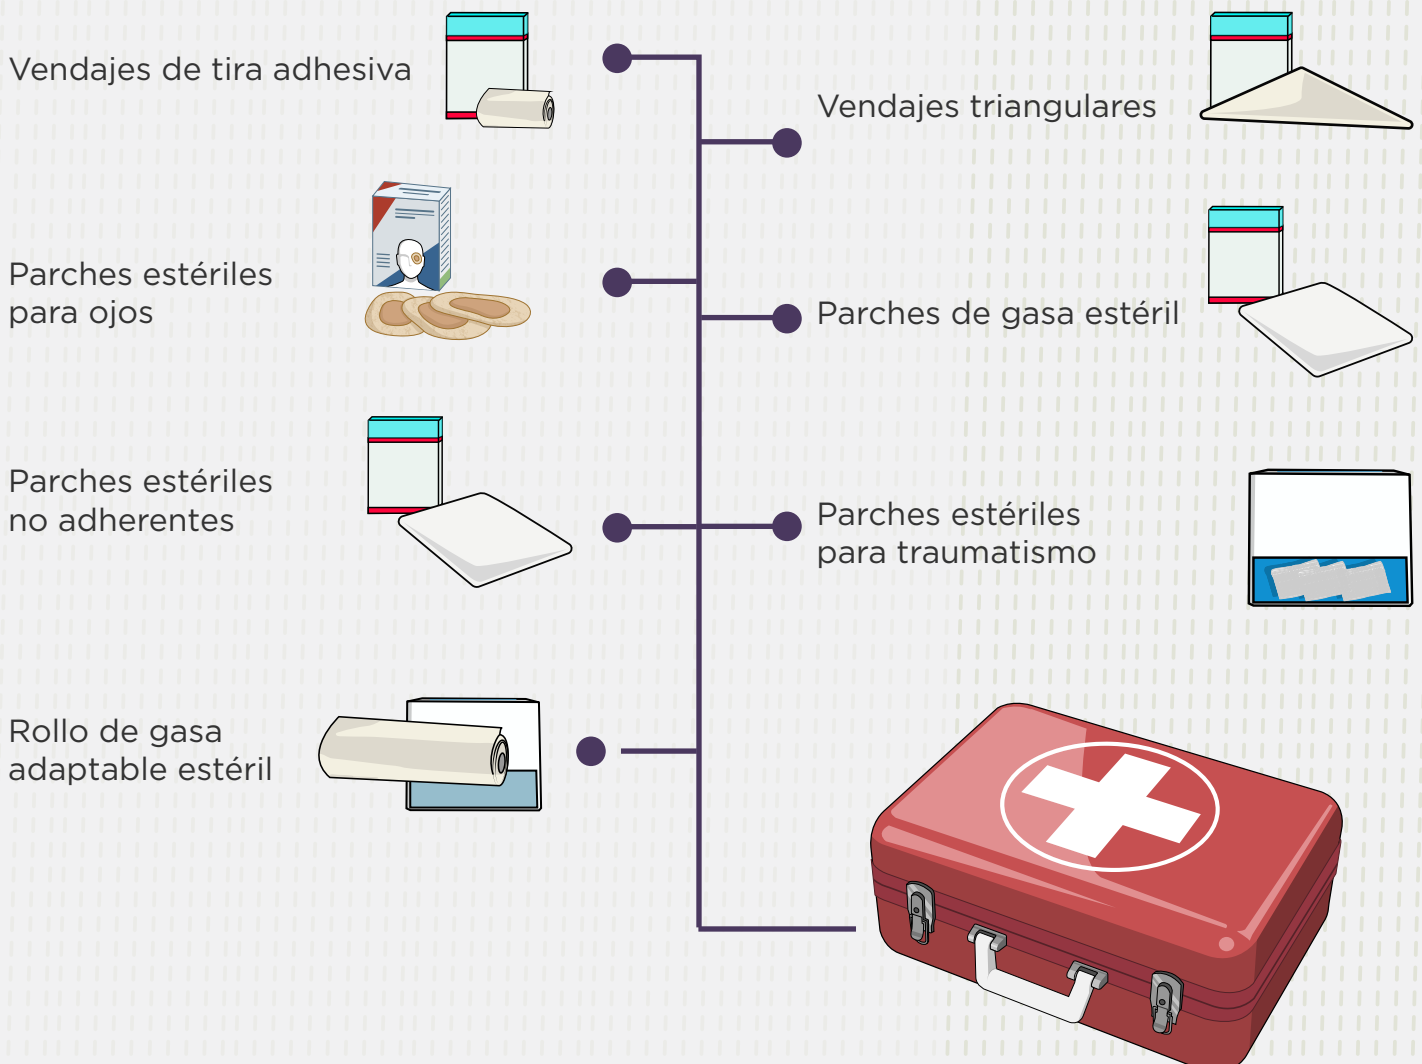 Vendajes de tira adhesiva
Vendajes triangulares
Parches estériles
para ojos
Parches de gasa estéril
Parches estériles
no adherentes
Parches estériles
para traumatismo
Rollo de gasa
adaptable estéril